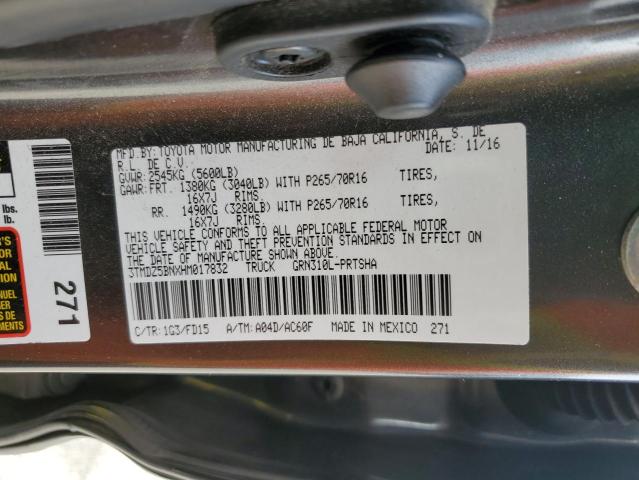 MFD.BY:TOYOTA MOTOR MANUFACTURING DE BAJA CALIFORNIA, S. DE
R.L. DE C.V. DATE: 11/16
GVWR: 2545KG (5600LB)
GAWR:FRT. 1380KG (3040LB) WITH P265/70R16 TIRES,
16X7J RIMS,
RR. 1490KG (3280LB) WITH P265/70R16 TIRES,
16X7J RIMS.
THIS VEHICLE CONFORMS TO ALL APPLICABLE FEDERAL MOTOR
VEHICLE SAFETY AND THEFT PREVENTION STANDARDS IN EFFECT ON
THE DATE OF MANUFACTURE SHOWN ABOVE.
3TMDZ5BNXHM017832 TRUCK GRN310L-PRTSHA
C/TR:1G3/FD15 A/TM: A04D/AC60F MADE IN MEXICO 271
271
lbs.
lb.